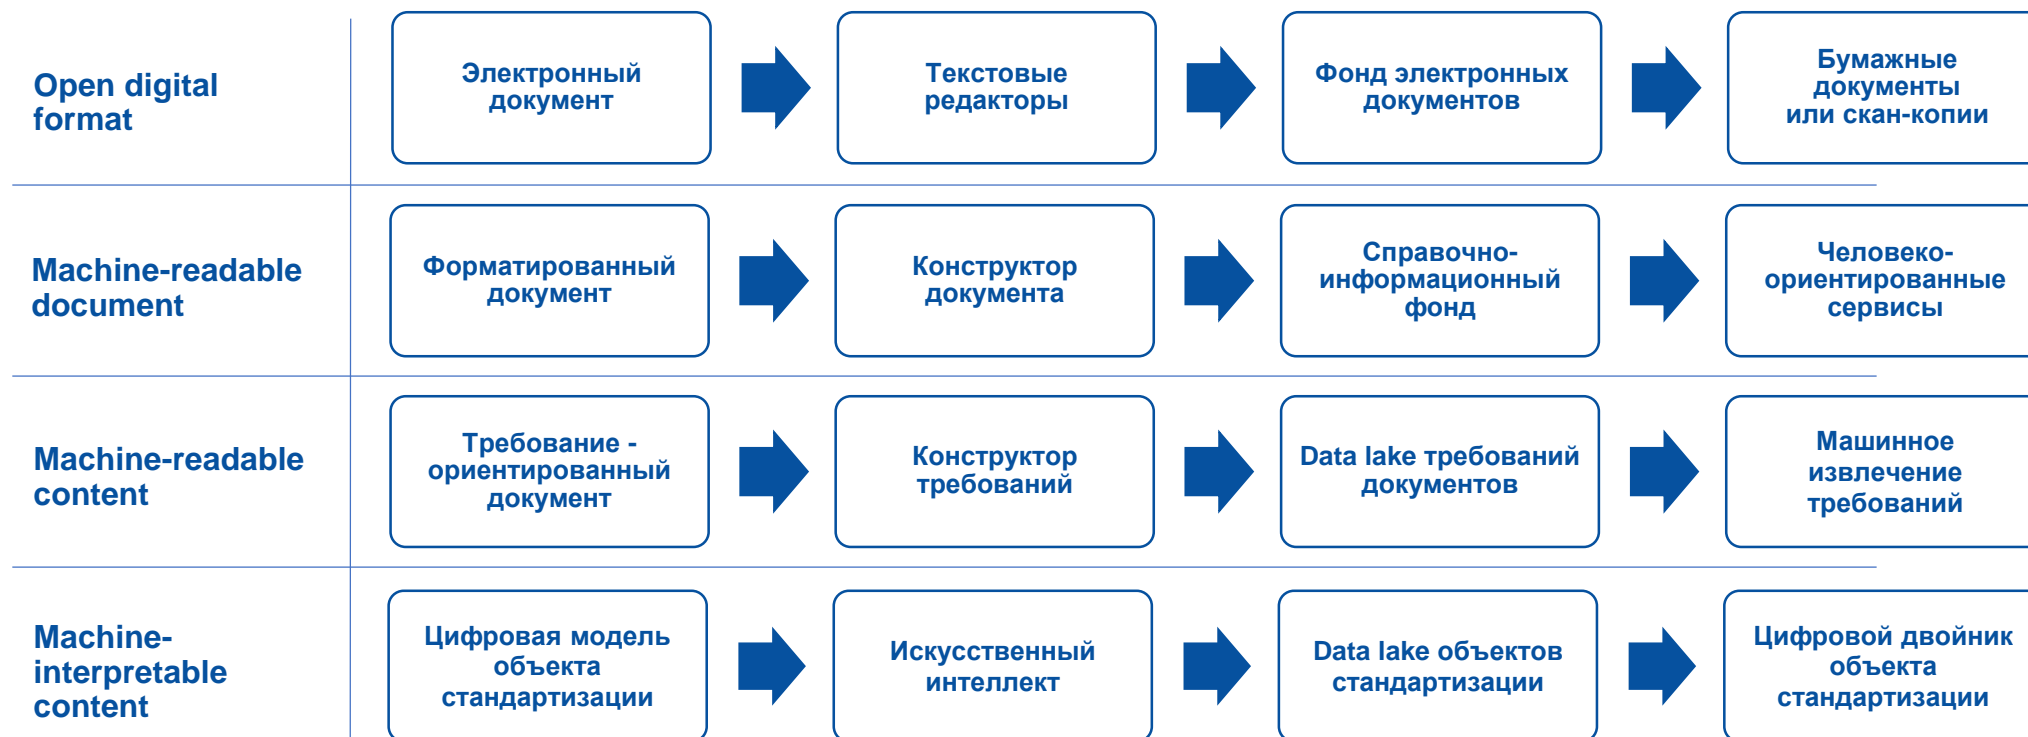 Open digital
format
Электронный
документ
Текстовые
редакторы
Фонд электронных
документов
Бумажные
документы
или скан-копии
Machine-readable
document
Форматированный
документ
Конструктор
документа
Справочно-
информационный
фонд
Человеко-
ориентированные
сервисы
Machine-readable
content
Требование -
ориентированный
документ
Конструктор
требований
Data lake требований
документов
Машинное
извлечение
требований
Machine-
interpretable
content
Цифровая модель
объекта
стандартизации
Искусственный
интеллект
Data lake объектов
стандартизации
Цифровой двойник
объекта
стандартизации